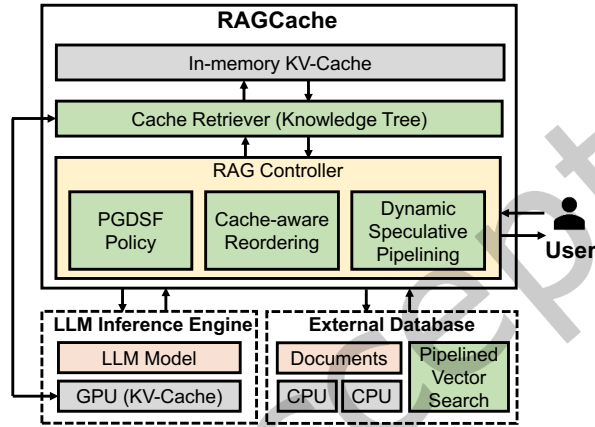 RAGCache
In-memory KV-Cache
Cache Retriever (Knowledge Tree)
RAG Controller
PGDSF
Policy
Cache-aware
Reordering
Dynamic
Speculative
Pipelining
User
LLM Inference Engine
LLM Model
GPU (KV-Cache)
External Database
Documents
CPU
CPU
Pipelined
Vector
Search